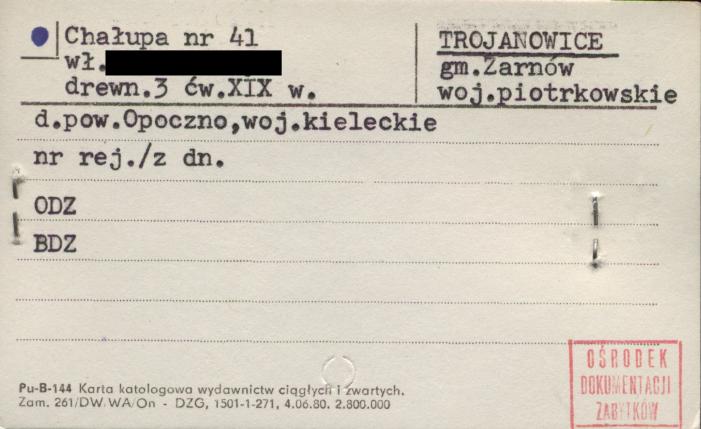 Chałupa nr 41
wł.
drewn.3 ćw.XIX w.
TROJANOWICE
gm.Żarnów
woj.piotrkowskie
d.pow.Opoczno,woj.kieleckie
nr rej./z dn.
ODZ
BDZ
Pu-B-144 Karta katologowa wydawnictw ciągłych i zwartych.
Zam. 261/DW WA/On - DZG, 1501-1-271, 4.06.80. 2.800.000
OŚRODEK
DOKUMENTACJI
ZABYTKÓW